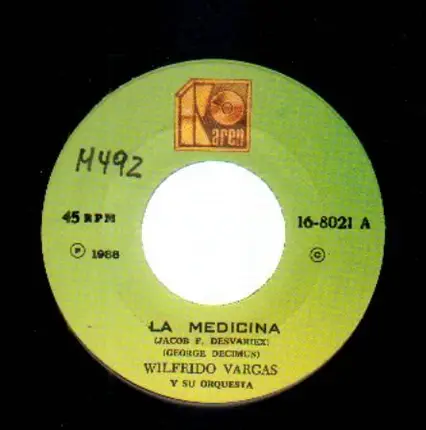 Karen
M492
45 RPM
16-8021 A
Ⓟ 1988
©
LA MEDICINA
(JACOB F. DESVARIEX)
(GEORGE DECIMUS)
WILFRIDO VARGAS
Y SU ORQUESTA